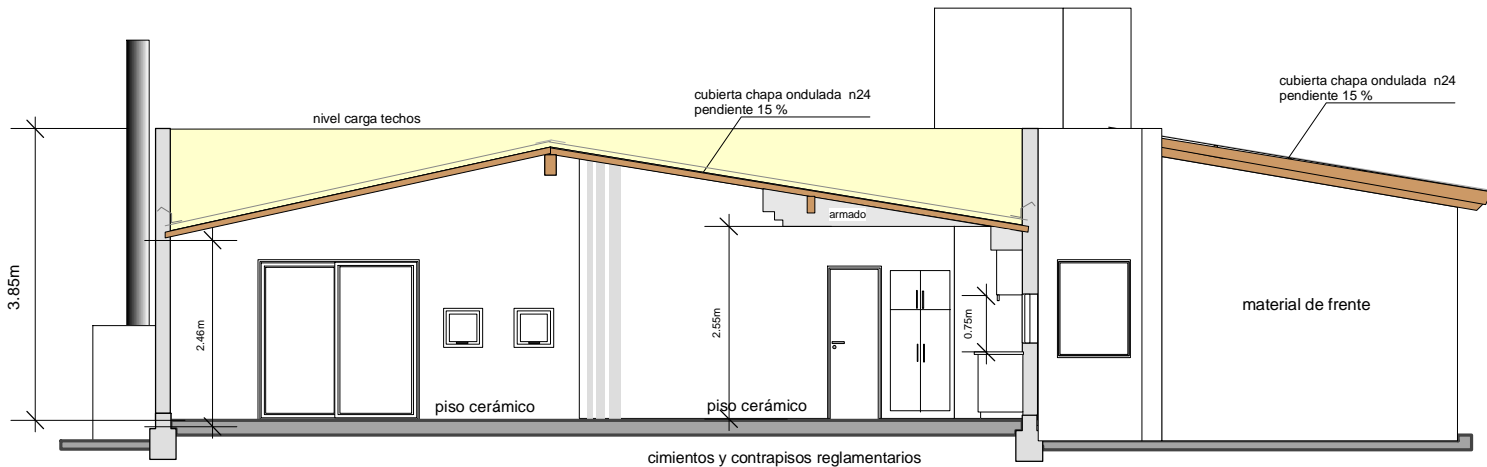 cubierta chapa ondulada n24
pendiente 15 %
cubierta chapa ondulada n24
pendiente 15 %
nivel carga techos
armado
3.85m
2.46m
2.55m
0.75m
material de frente
piso cerámico
piso cerámico
cimientos y contrapisos reglamentarios